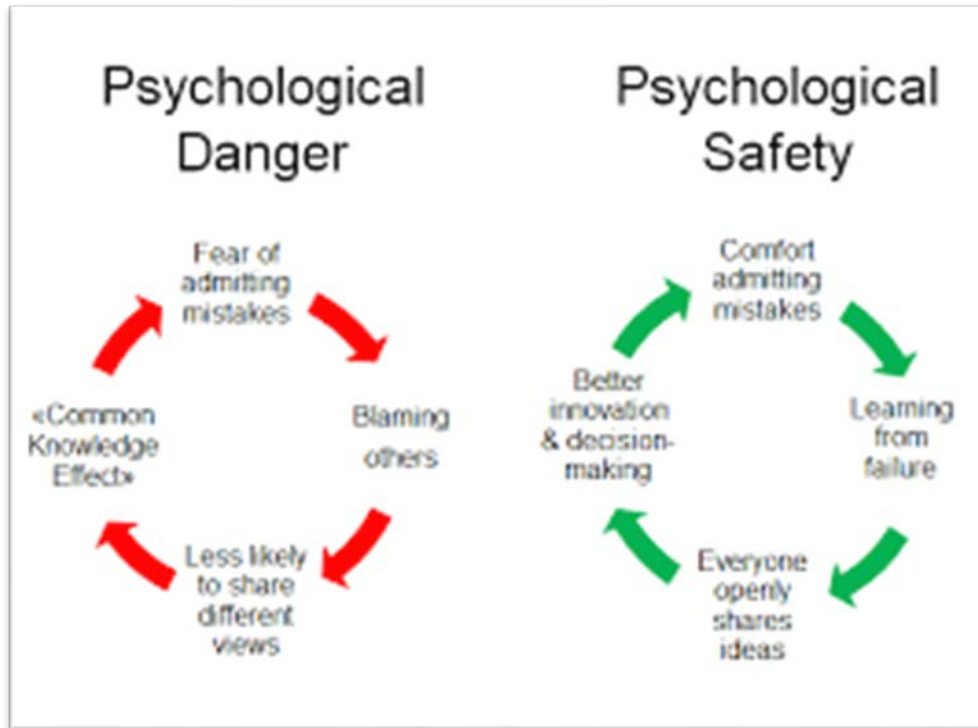 Psychological
Danger
Fear of
admitting
mistakes
Blaming
others
Less likely
to share
different
views
«Common
Knowledge
Effect»
Psychological
Safety
Comfort
admitting
mistakes
Learning
from
failure
Everyone
openly
shares
ideas
Better
innovation
& decision-
making